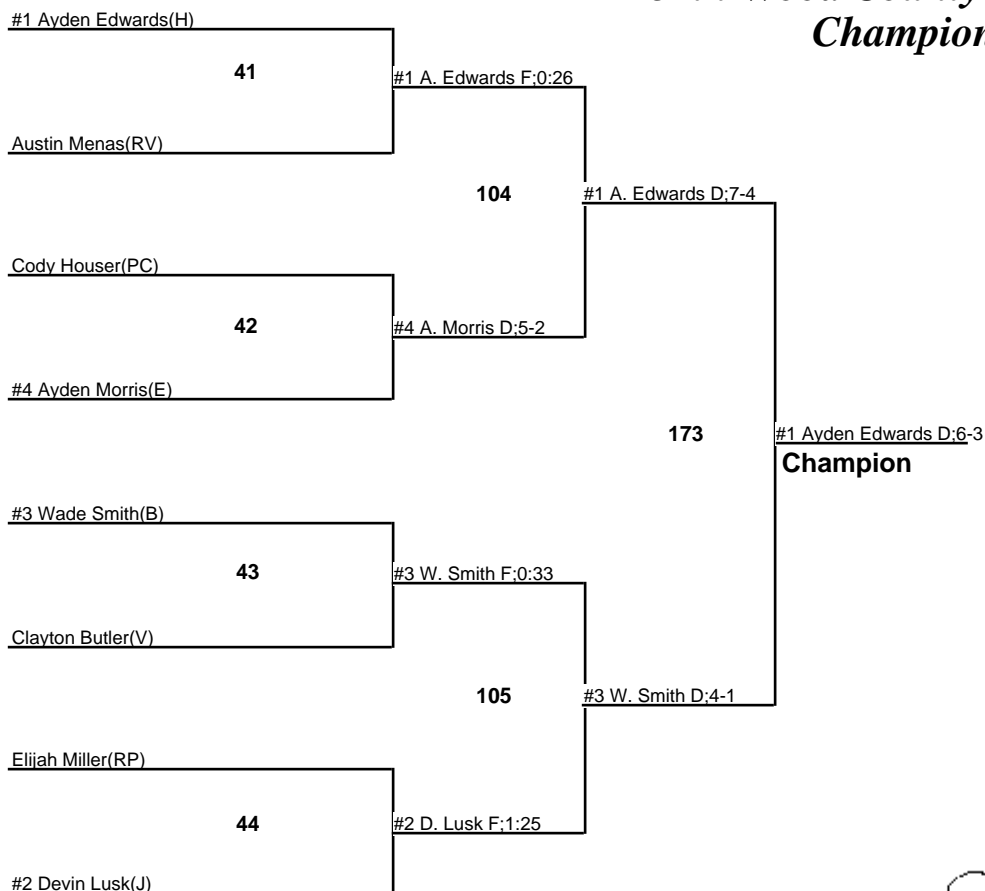 Champion
#1 Ayden Edwards(H)
41
#1 A. Edwards F;0:26
Austin Menas(RV)
104
#1 A. Edwards D;7-4
Cody Houser(PC)
42
#4 A. Morris D;5-2
#4 Ayden Morris(E)
173
#1 Ayden Edwards D;6-3
Champion
#3 Wade Smith(B)
43
#3 W. Smith F;0:33
Clayton Butler(V)
105
#3 W. Smith D;4-1
Elijah Miller(RP)
44
#2 D. Lusk F;1:25
#2 Devin Lusk(J)